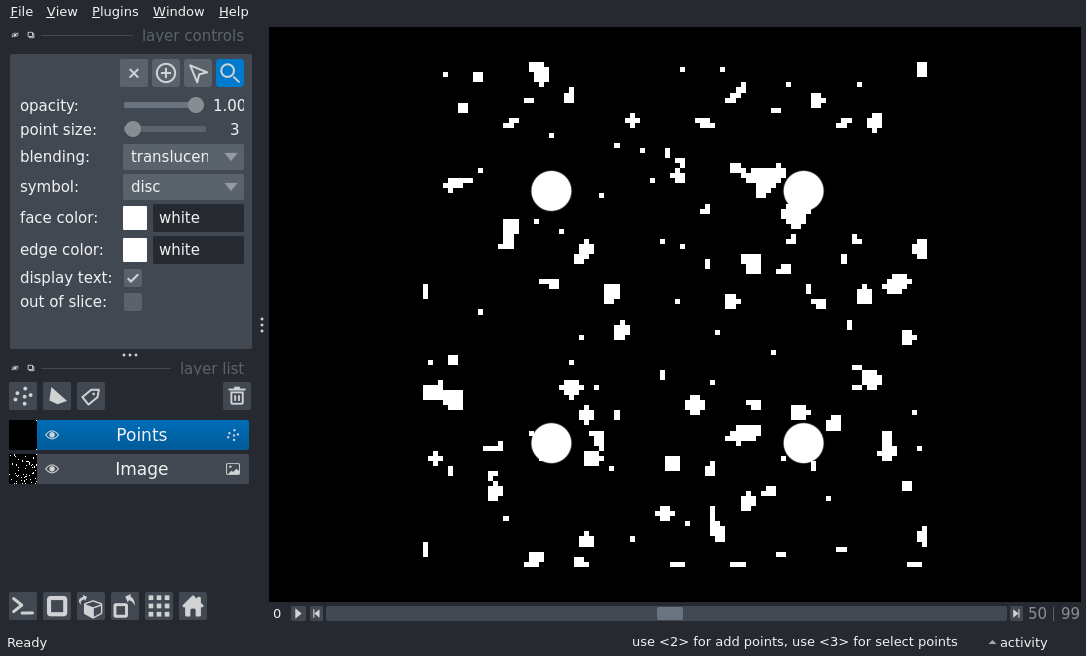 File View Plugins Window Help
layer controls
opacity: 1.00
point size: 3
blending: translucen
symbol: disc
face color: white
edge color: white
display text:
out of slice:
layer list
Points
Image
0 50 | 99
Ready use <2> for add points, use <3> for select points activity